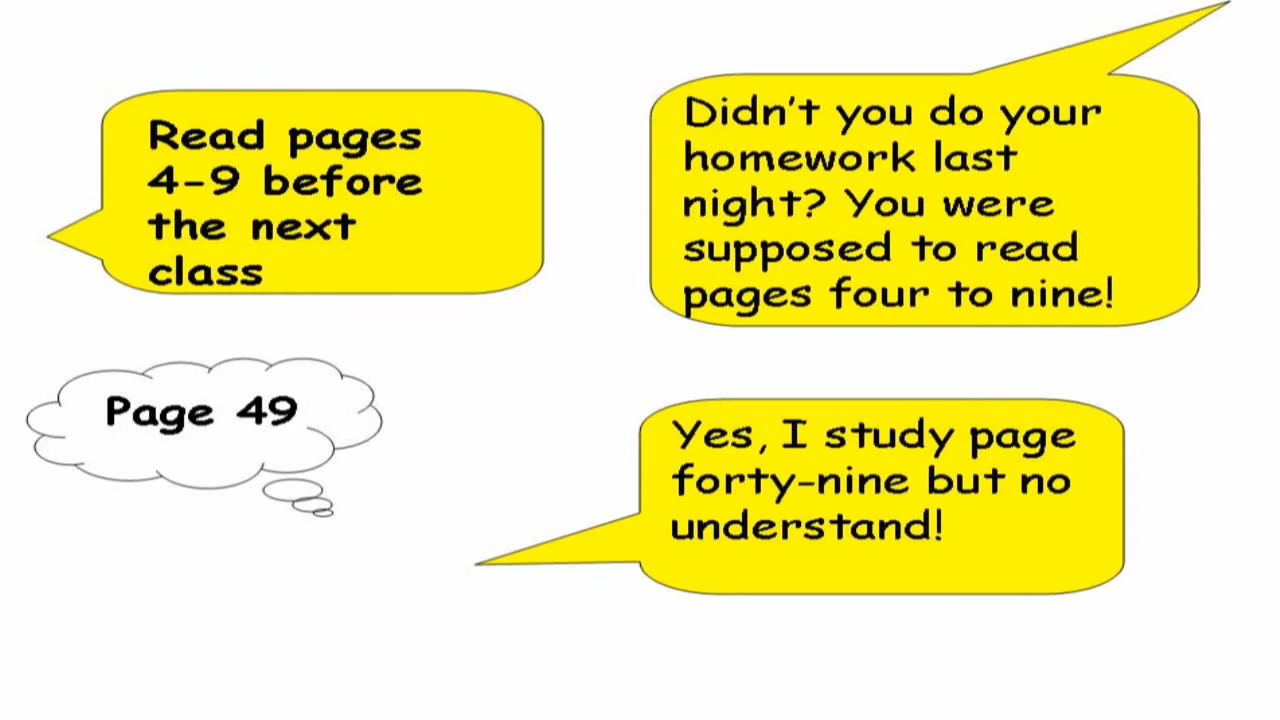 Read pages
4-9 before
the next
class
Didn't you do your
homework last
night? You were
supposed to read
pages four to nine!
Page 49
Yes, I study page
forty-nine but no
understand!